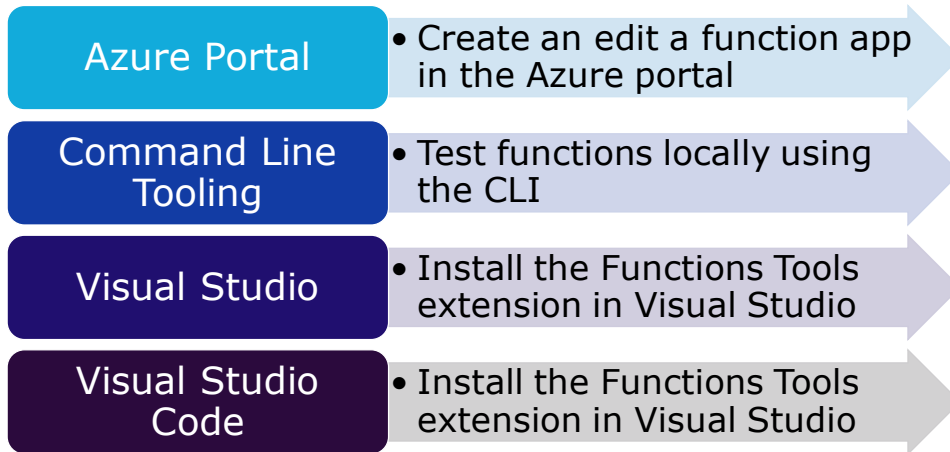 Azure Portal
• Create an edit a function app
in the Azure portal
Command Line
Tooling
• Test functions locally using
the CLI
Visual Studio
• Install the Functions Tools
extension in Visual Studio
Visual Studio
Code
• Install the Functions Tools
extension in Visual Studio